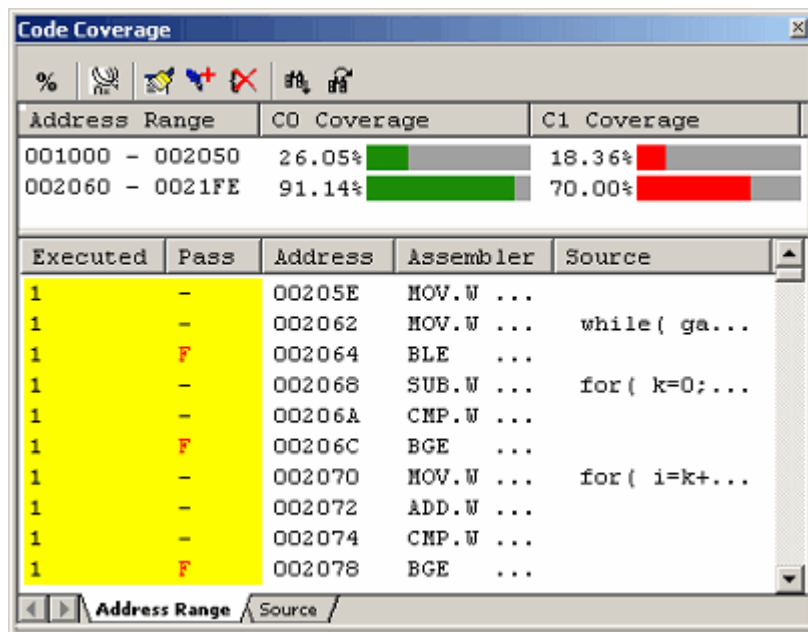 Code Coverage
%
Address Range C0 Coverage C1 Coverage
001000 - 002050 26.05% 18.36%
002060 - 0021FE 91.14% 70.00%
Executed Pass Address Assembler Source
1 - 00205E MOV.W ...
1 - 002062 MOV.W ... while( ga...
1 F 002064 BLE ...
1 - 002068 SUB.W ... for( k=0;...
1 - 00206A CMP.W ...
1 F 00206C BGE ...
1 - 002070 MOV.W ... for( i=k+...
1 - 002072 ADD.W ...
1 - 002074 CMP.W ...
1 F 002078 BGE ...
Address Range Source